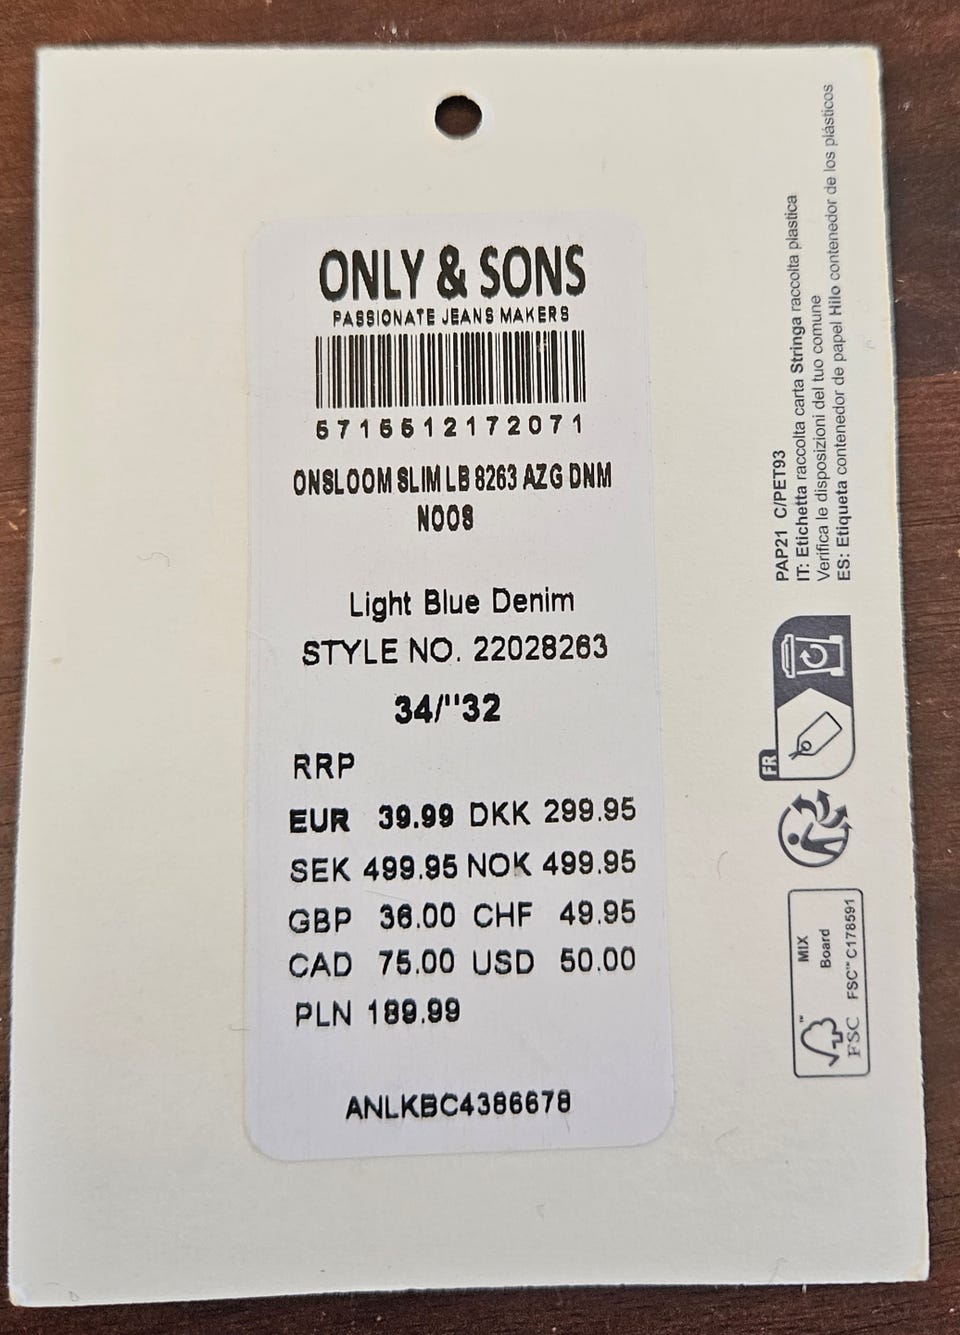 ONLY & SONS
PASSIONATE JEANS MAKERS
5715512172071
ONSLOOM SLIM LB 8263 AZG DNM
NOOS
Light Blue Denim
STYLE NO. 22028263
34/"32
RRP
EUR 39.99 DKK 299.95
SEK 499.95 NOK 499.95
GBP 36.00 CHF 49.95
CAD 75.00 USD 50.00
PLN 189.99
ANLKBC4386678
PAP21 C/PET93
IT: Etichetta raccolta carta Stringa raccolta plastica
Verifica le disposizioni del tuo comune
ES: Etiqueta contenedor de papel Hilo contenedor de los plásticos
FR
MIX
Board
FSC™ C178591
™
FSC